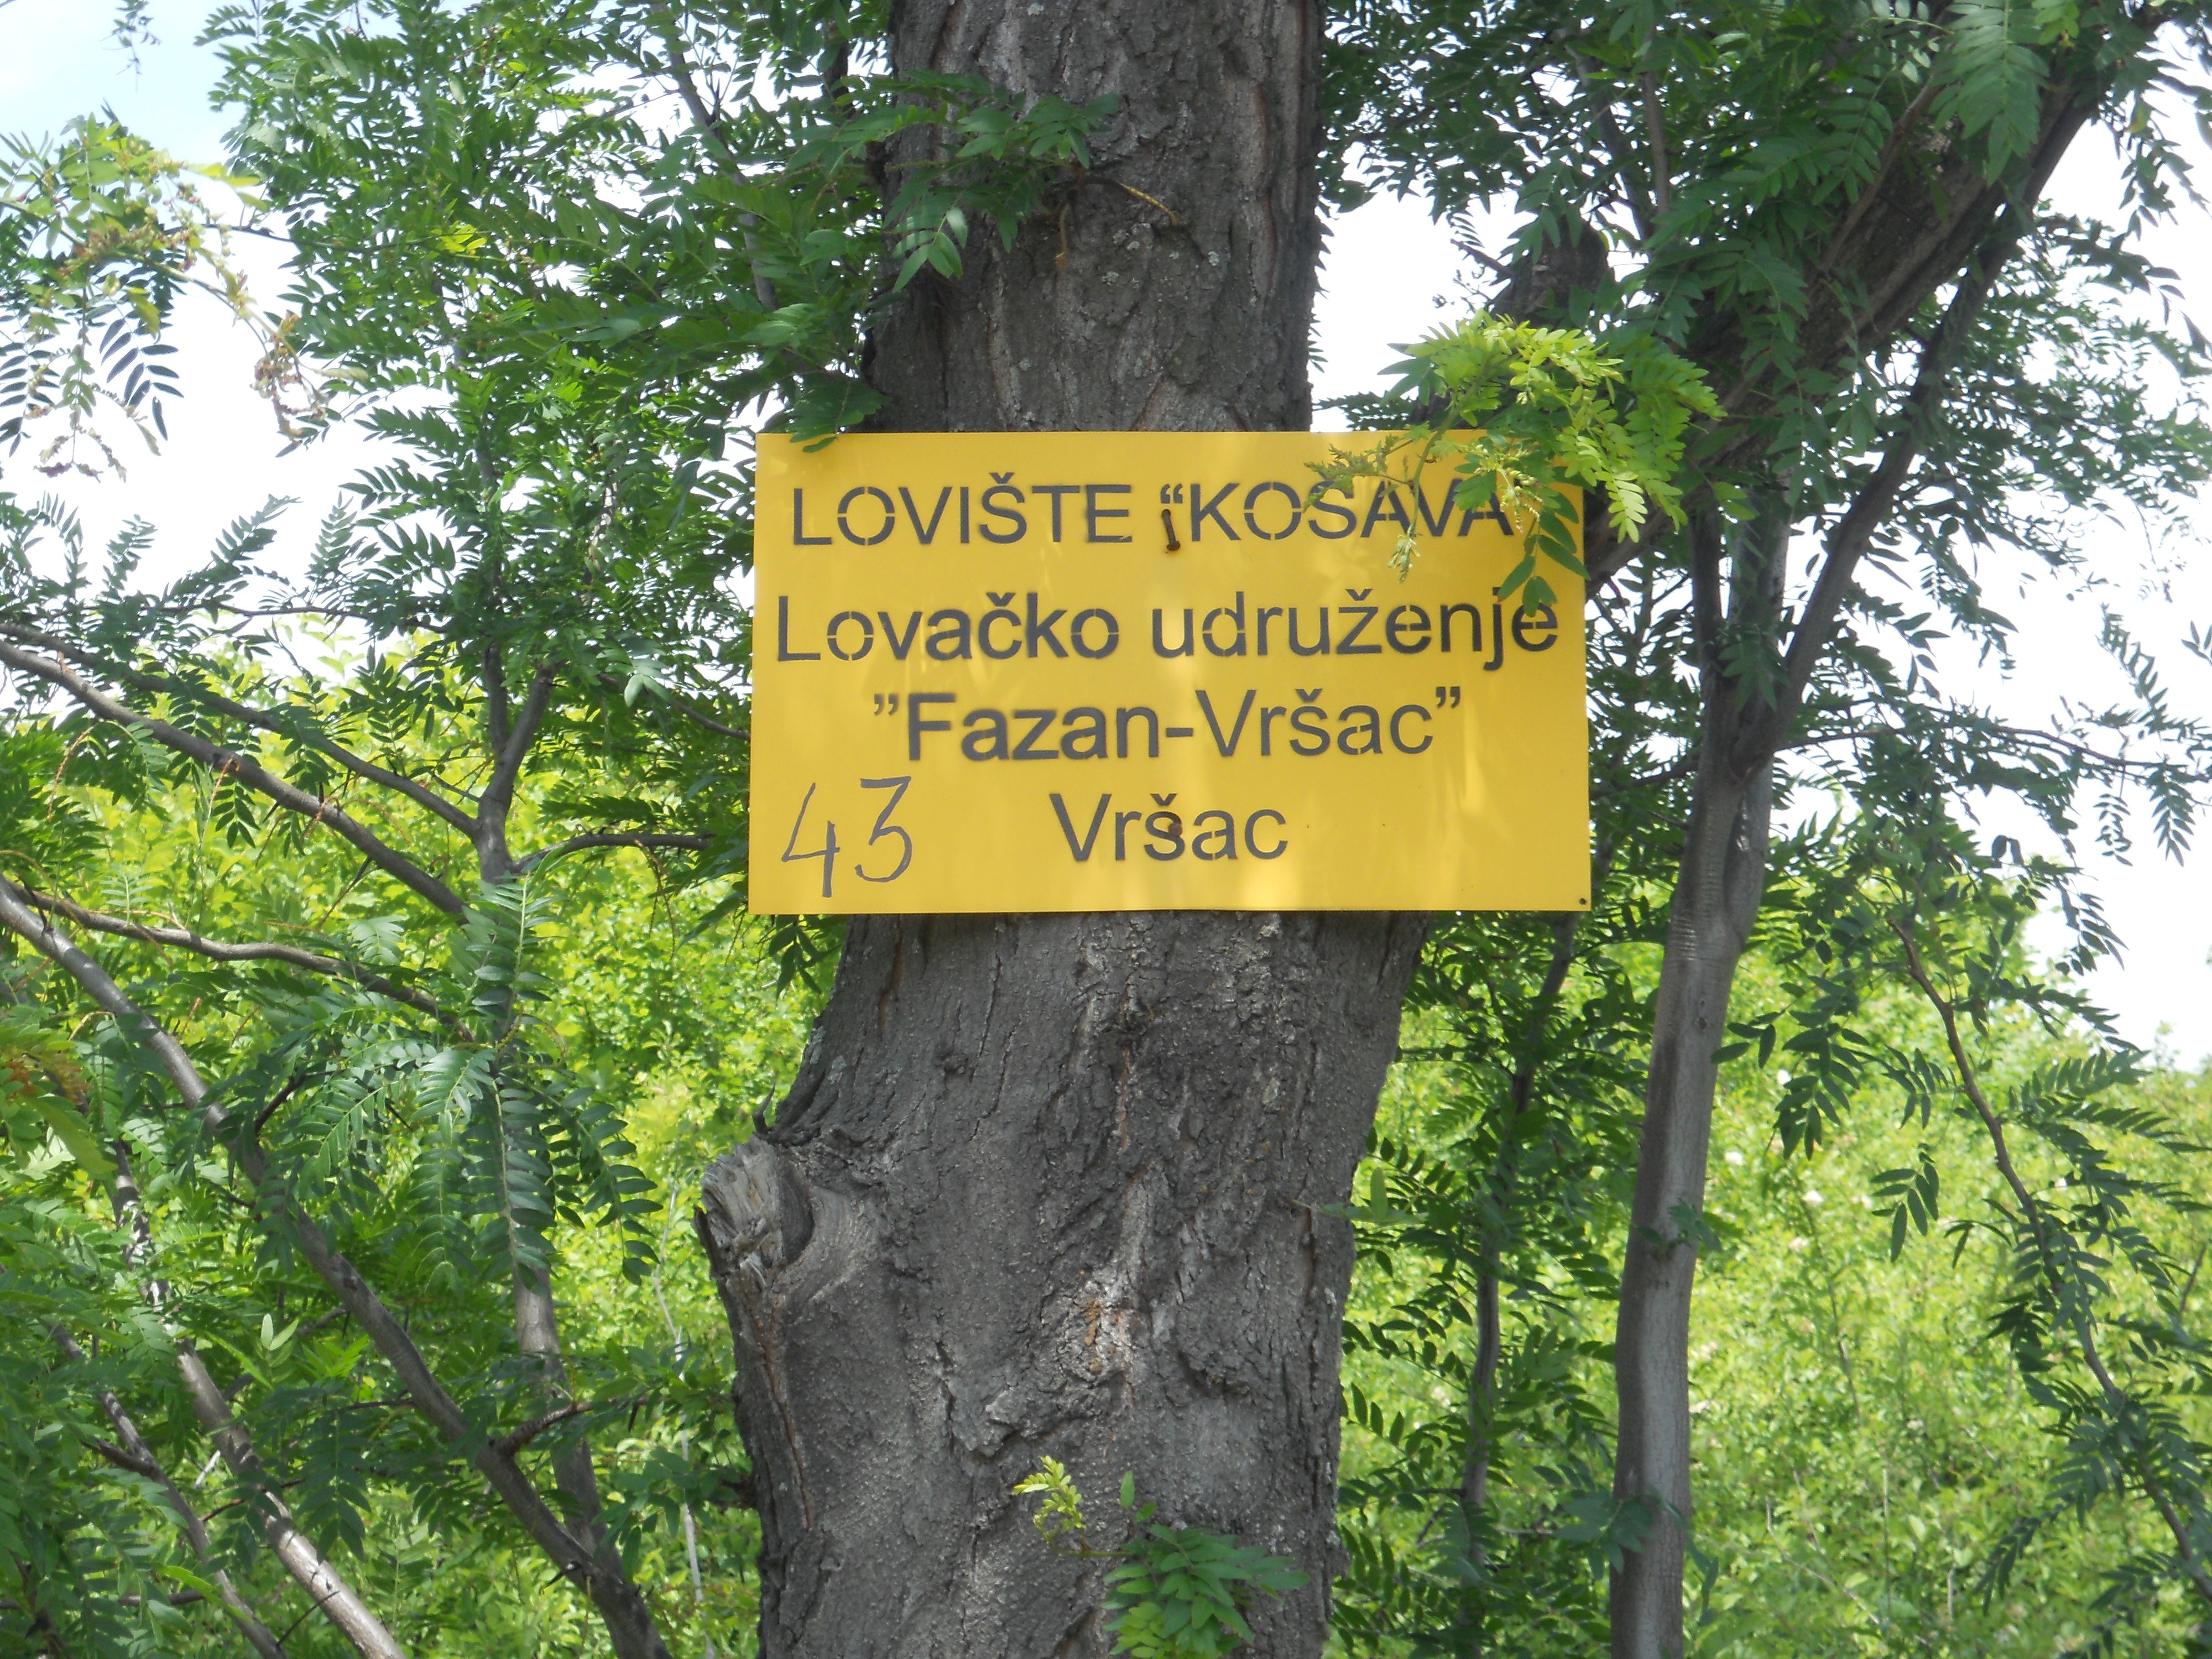 LOVIŠTE “KOSAVA
Lovačko udruženje
”Fazan-Vršac”
43 Vršac